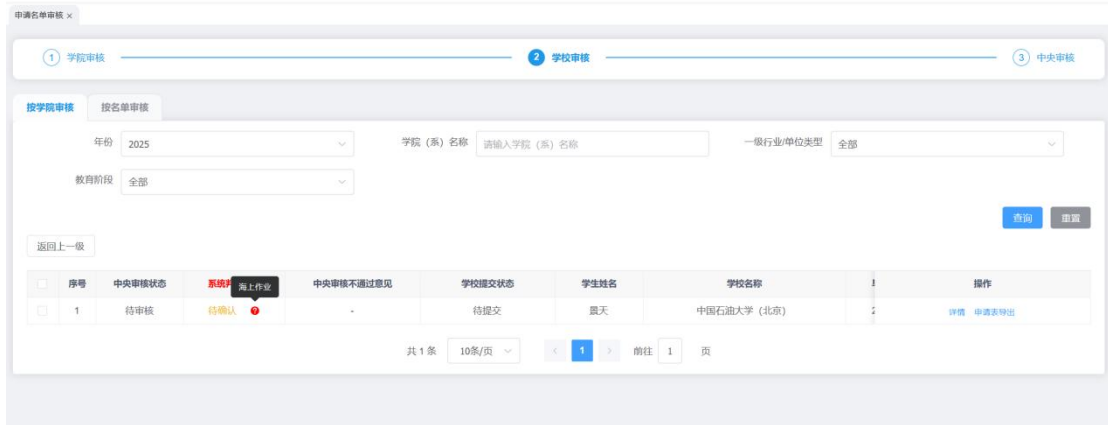 申请名单审核 ×
1 学院审核 2 学校审核 3 中央审核
按学院审核 按名单审核
年份 2025 学院（系）名称 请输入学院（系）名称 一级行业/单位类型 全部
教育阶段 全部
查询 重置
返回上一级
海上作业
序号 中央审核状态 中央审核不通过意见 学校提交状态 学生姓名 学校名称 操作
1 待审核 待确认 ? - 待提交 景天 中国石油大学（北京） 详情 申请表导出
共 1 条 10条/页 < 1 > 前往 1 页